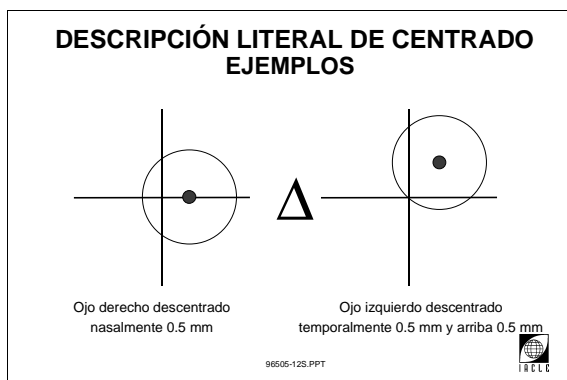 DESCRIPCIÓN LITERAL DE CENTRADO
EJEMPLOS
Δ
Ojo derecho descentrado
nasalmente 0.5 mm
Ojo izquierdo descentrado
temporalmente 0.5 mm y arriba 0.5 mm
96505-12S.PPT
IACLE